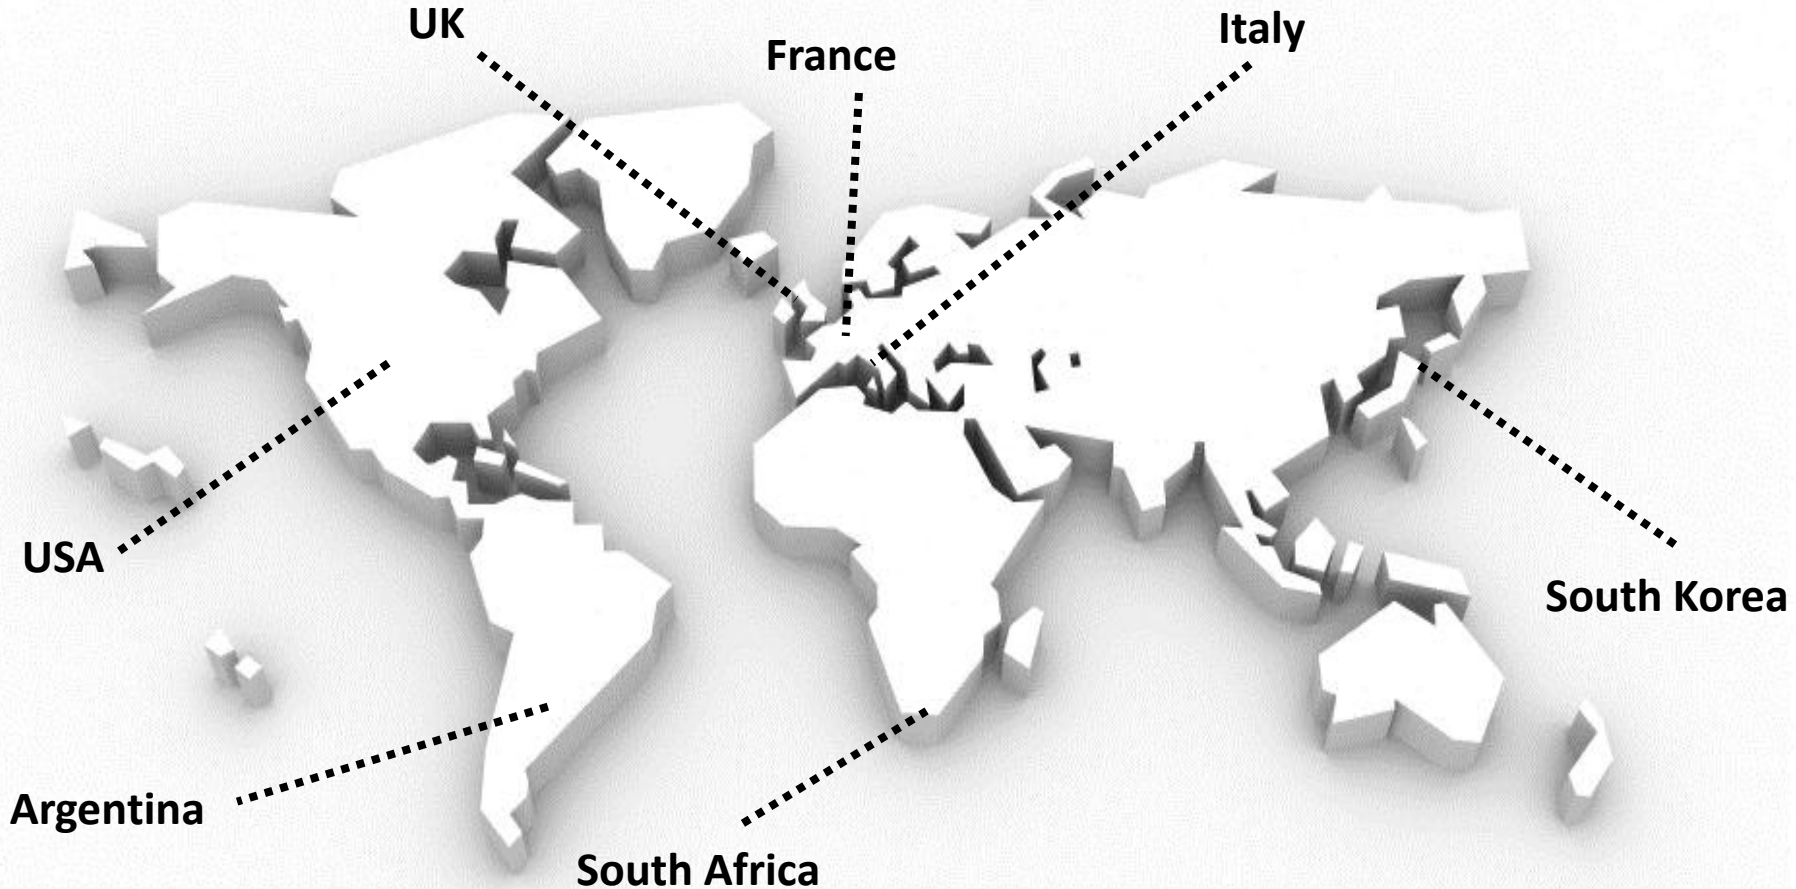 UK
France
Italy
USA
South Korea
Argentina
South Africa